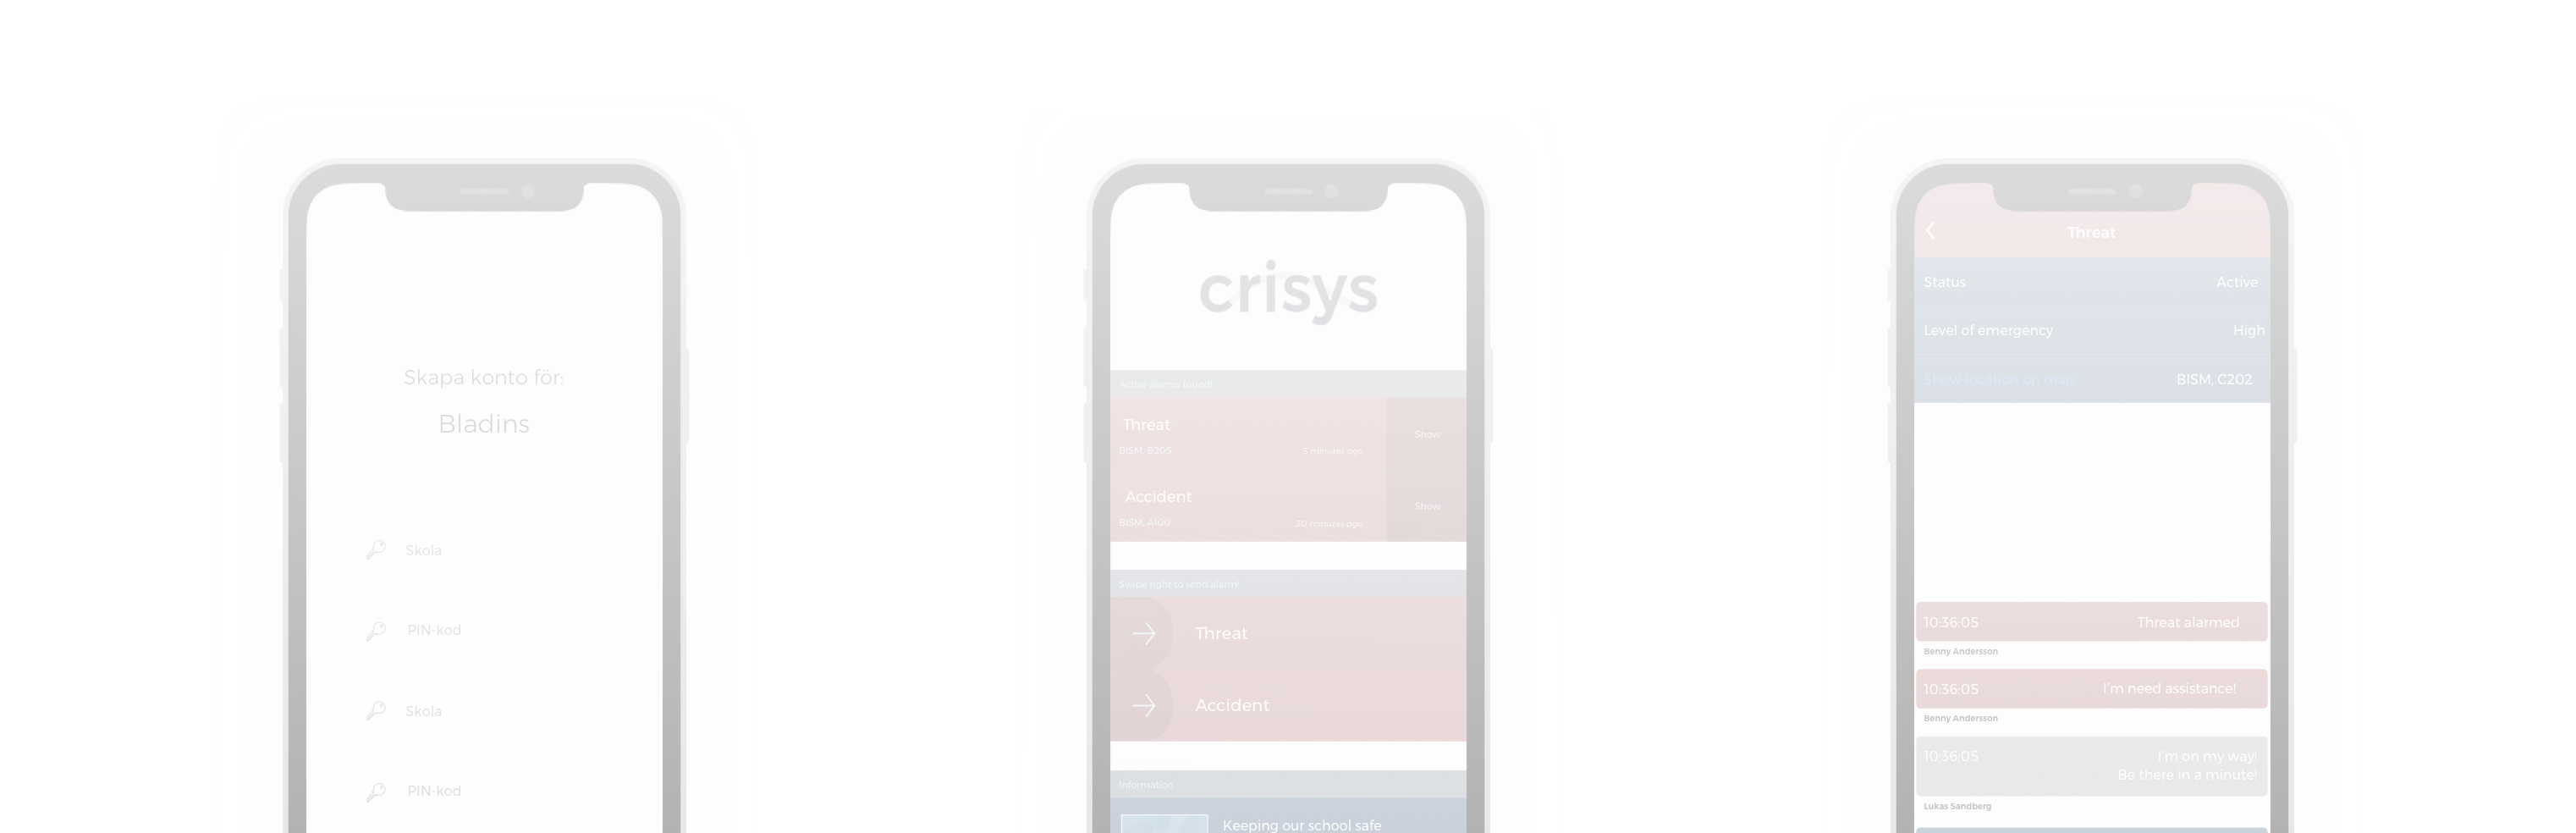 Skapa konto för:
Bladins
Skola
PIN-kod
Skola
PIN-kod
crisys
Active alarms found!
Threat
BISM, B205
5 minutes ago
Show
Accident
BISM, A100
10 minutes ago
Show
Swipe right to send alarm!
Threat
Accident
Information
Keeping our school safe
Threat
Status Active
Level of emergency High
Show location on map BISM, C202
10:36:05 Threat alarmed
Benny Andersson
10:36:05 I'm need assistance!
Benny Andersson
10:36:05 I'm on my way!
Be there in a minute!
Lukas Sandberg